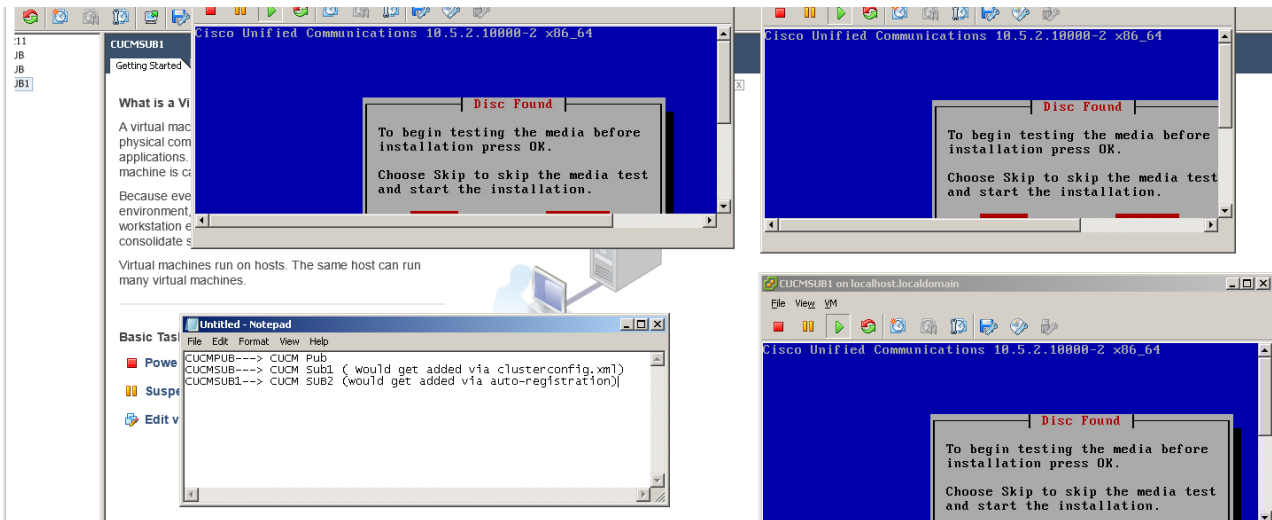 :11
JB
JB
JB1
CUCMSUB1
Getting Started
What is a Vi
A virtual mac
physical com
applications.
machine is ca
Because eve
environment,
workstation e
consolidate s
Virtual machines run on hosts. The same host can run
many virtual machines.
Basic Tas
Powe
Suspe
Edit v
Cisco Unified Communications 10.5.2.10000-2 x86_64
Disc Found
To begin testing the media before
installation press OK.
Choose Skip to skip the media test
and start the installation.
Cisco Unified Communications 10.5.2.10000-2 x86_64
Disc Found
To begin testing the media before
installation press OK.
Choose Skip to skip the media test
and start the installation.
Untitled - Notepad
File Edit Format View Help
CUCMPUB---> CUCM Pub
CUCMSUB---> CUCM Sub1 ( would get added via clusterconfig.xml)
CUCMSUB1--> CUCM SUB2 (would get added via auto-registration)
CUCMSUB1 on localhost.localdomain
File View VM
Cisco Unified Communications 10.5.2.10000-2 x86_64
Disc Found
To begin testing the media before
installation press OK.
Choose Skip to skip the media test
and start the installation.